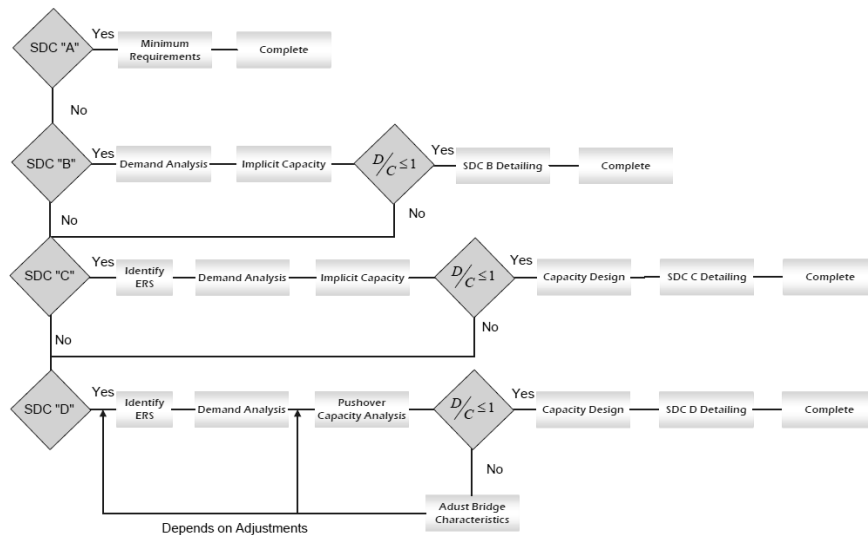 SDC "A"
Yes
Minimum
Requirements
Complete
No
SDC "B"
Yes
Demand Analysis
Implicit Capacity
D/C ≤ 1
Yes
SDC B Detailing
Complete
No
No
SDC "C"
Yes
Identify
ERS
Demand Analysis
Implicit Capacity
D/C ≤ 1
Yes
Capacity Design
SDC C Detailing
Complete
No
No
SDC "D"
Yes
Identify
ERS
Demand Analysis
Pushover
Capacity Analysis
D/C ≤ 1
Yes
Capacity Design
SDC D Detailing
Complete
No
Adust Bridge
Characteristics
Depends on Adjustments